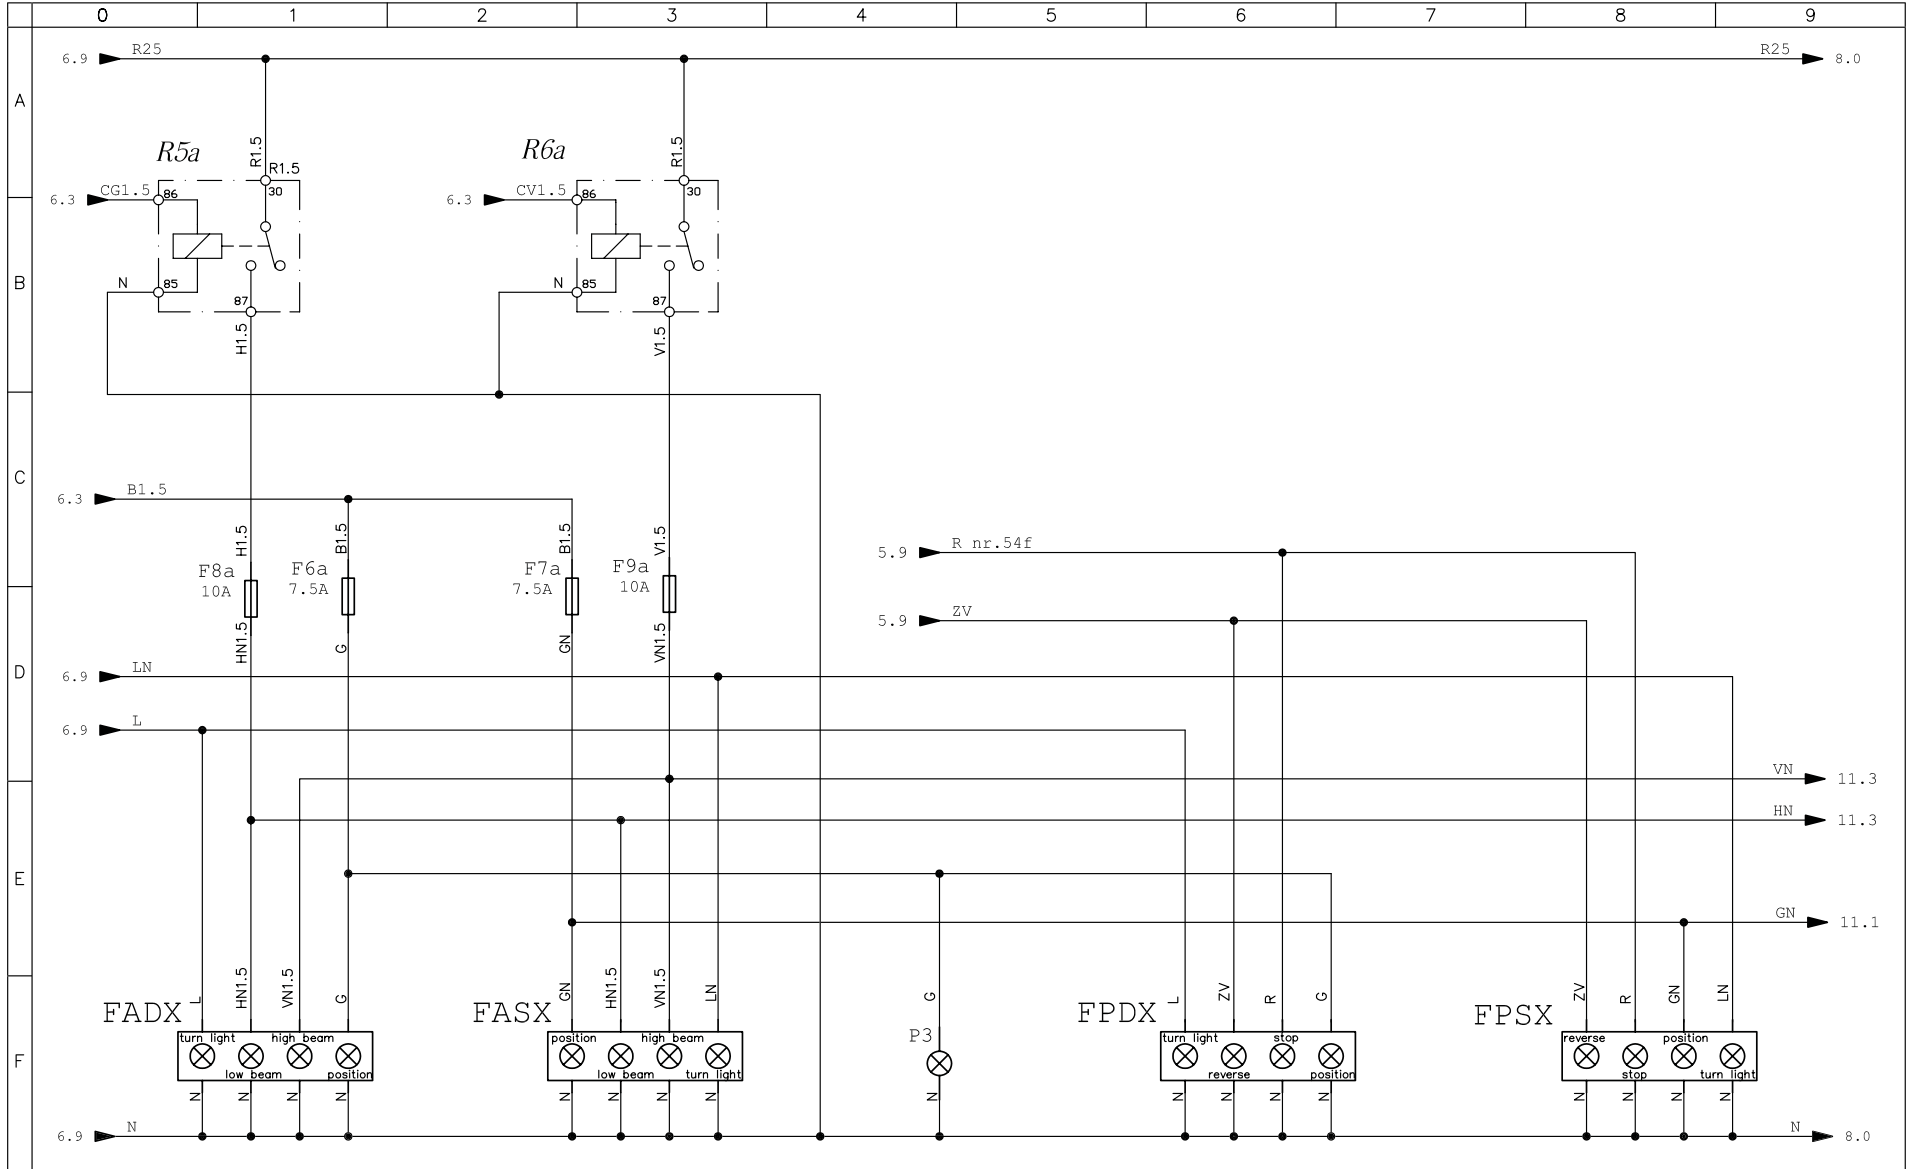 0 1 2 3 4 5 6 7 8 9
6.9 R25 R25 8.0
A
R1.5 R1.5
R5a R6a
R1.5
CG1.5 86 30 CV1.5 86 30
6.3 6.3
B
N 85 N 85
87 87
H1.5 V1.5
C
6.3 B1.5
H1.5 B1.5 B1.5 V1.5
5.9 R nr.54f
F8a F6a F7a F9a
10A 7.5A 7.5A 10A
5.9 ZV
HN1.5 G GN VN1.5
D
6.9 LN
6.9 L
VN 11.3
HN 11.3
E
GN 11.1
L HN1.5 VN1.5 G GN HN1.5 VN1.5 LN G L ZV R G ZV R GN LN
FADX FASX FPDX FPSX
P3
turn light high beam position high beam turn light stop reverse position
F
low beam position low beam turn light reverse position stop turn light
N N N N N N N N N N N N N N N N N
6.9 N N 8.0